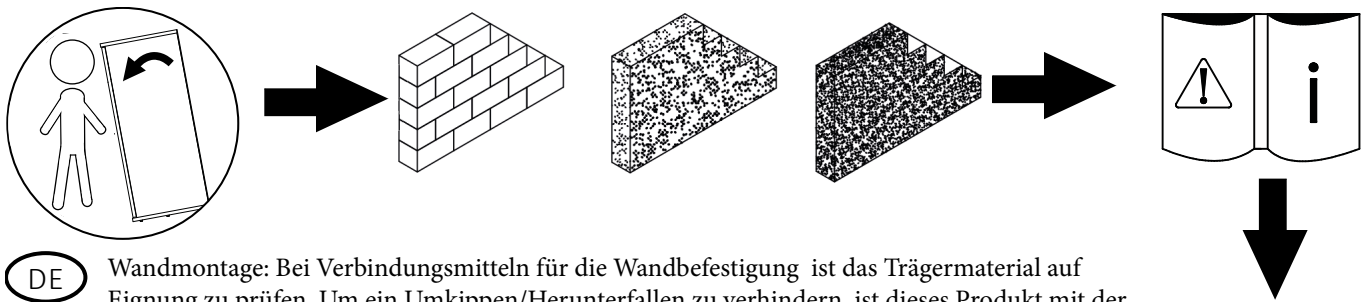 DE
Wandmontage: Bei Verbindungsmitteln für die Wandbefestigung ist das Trägermaterial auf
Eignung zu prüfen. Um ein Umkippen/Herunterfallen zu verhindern, ist dieses Produkt mit der